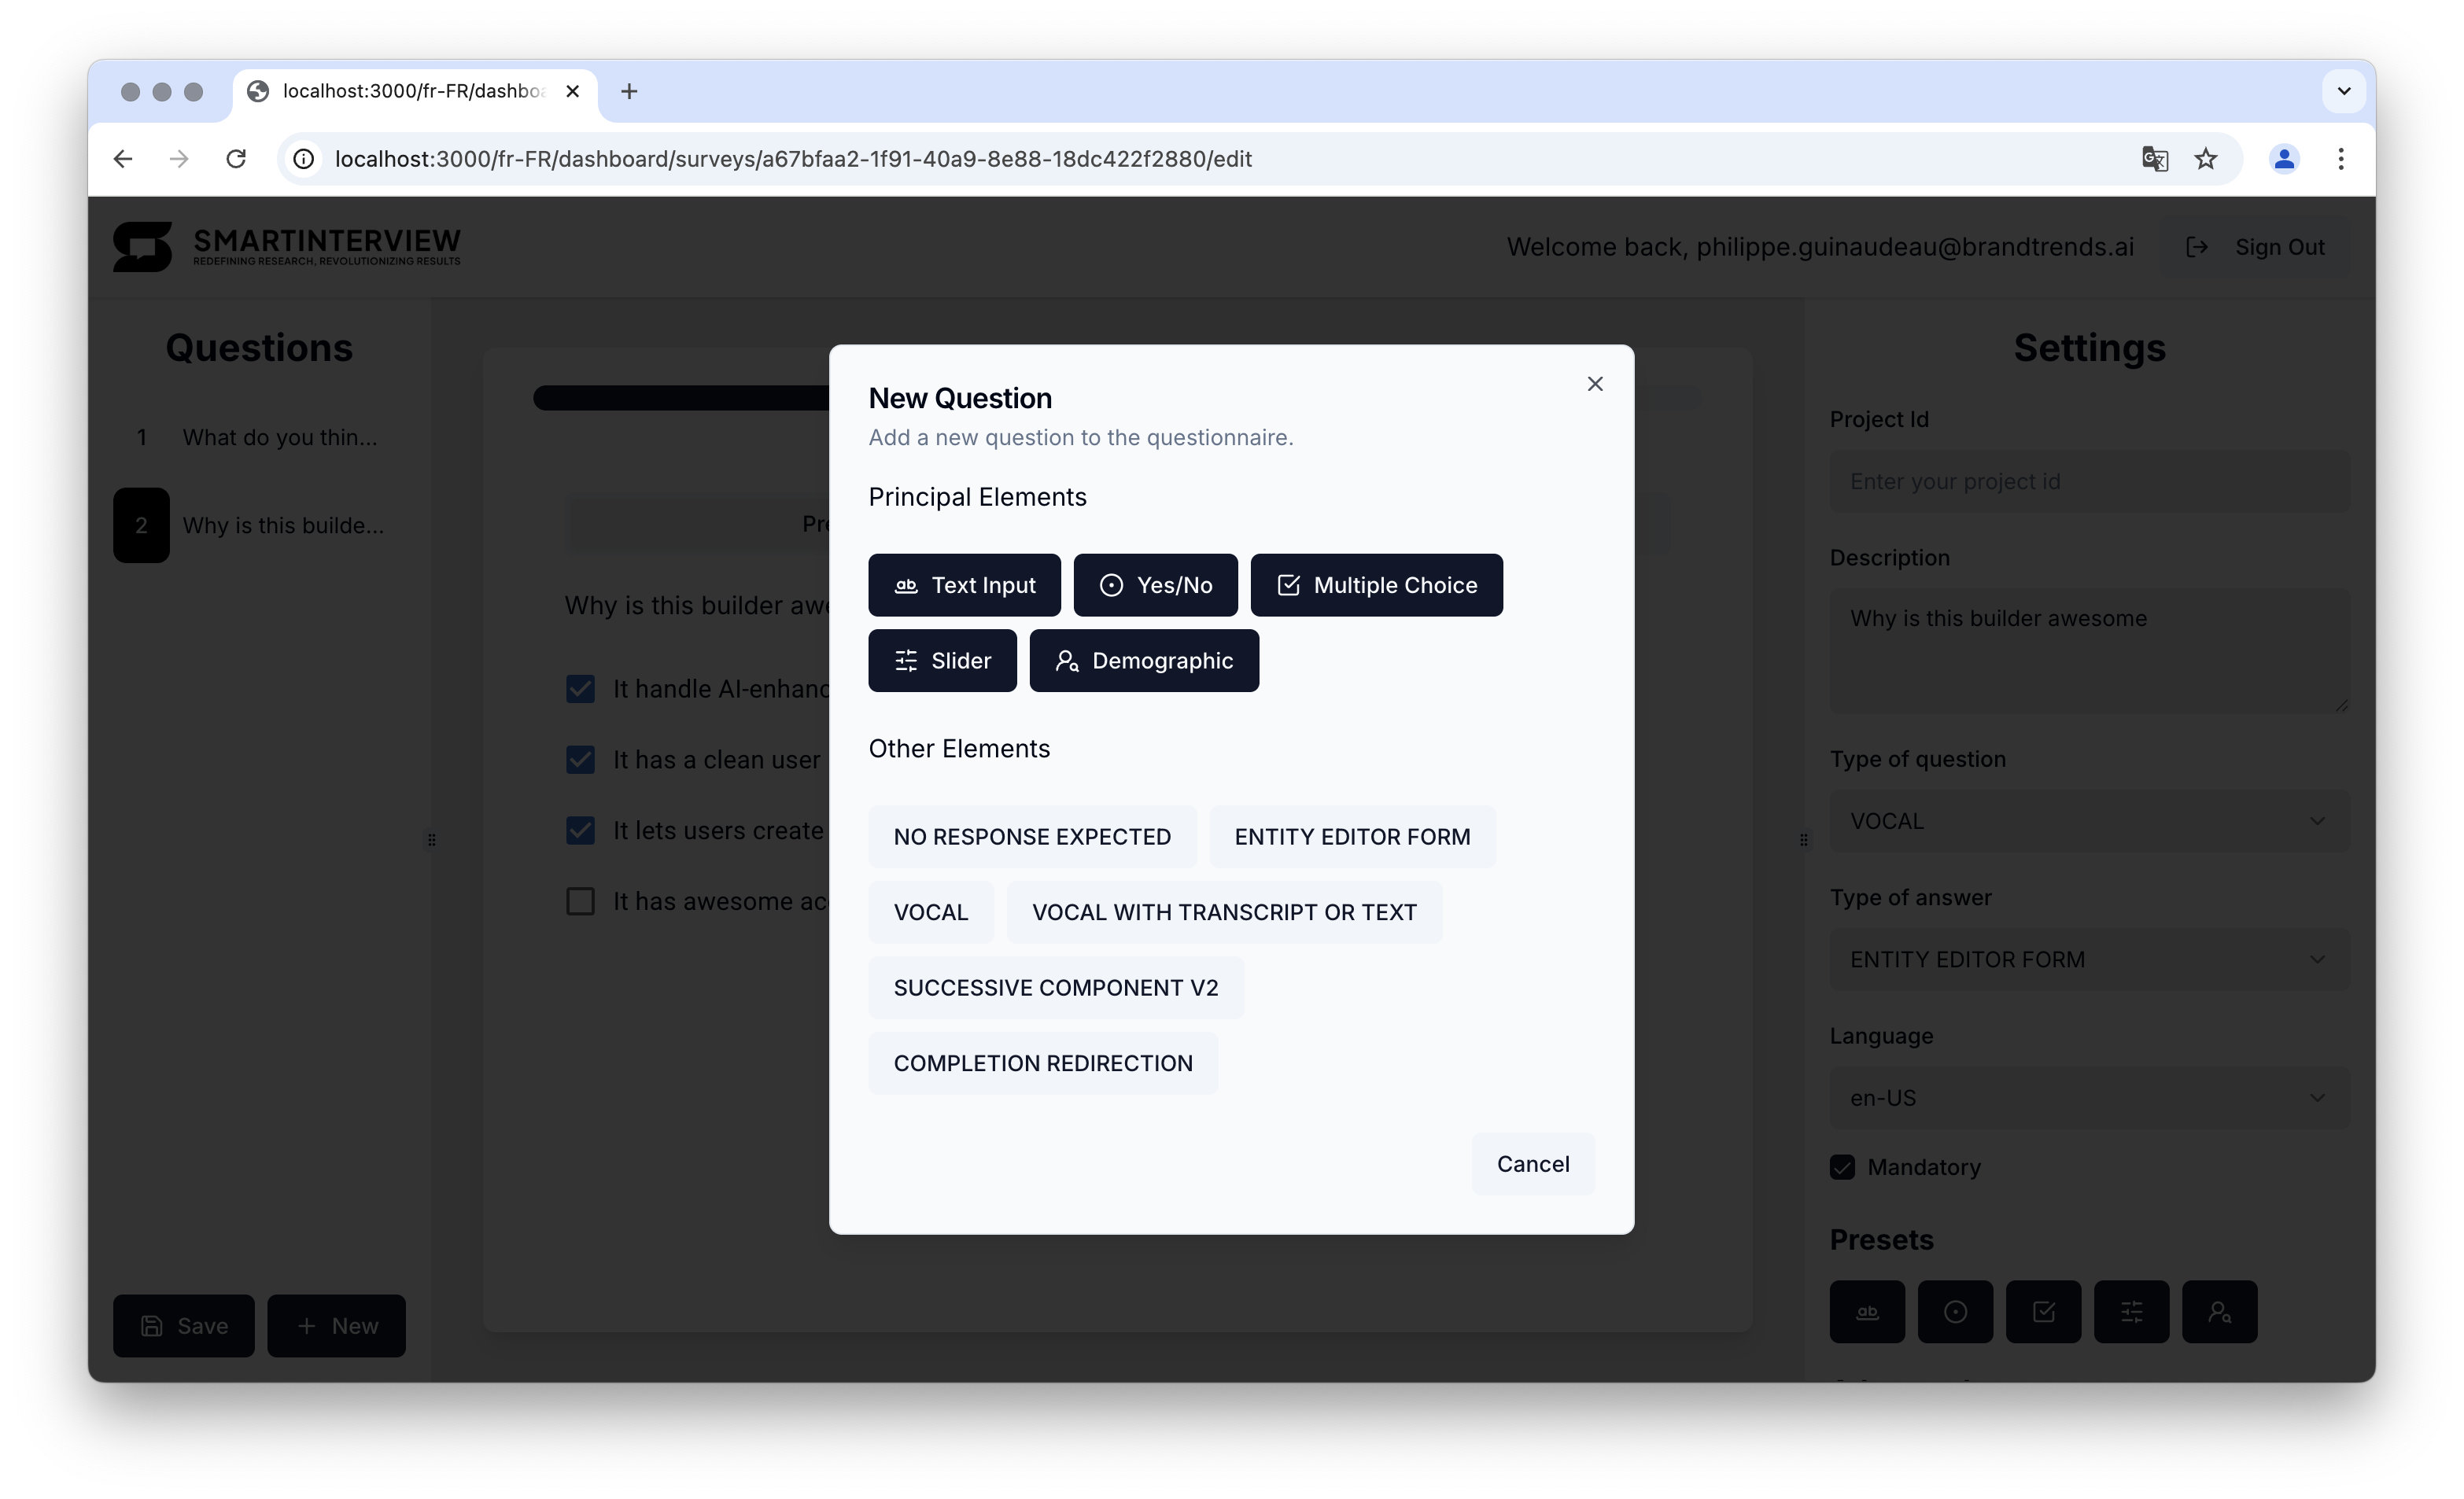 localhost:3000/fr-FR/dashboa
localhost:3000/fr-FR/dashboard/surveys/a67bfaa2-1f91-40a9-8e88-18dc422f2880/edit
SMARTINTERVIEW
REDEFINING RESEARCH, REVOLUTIONIZING RESULTS
Welcome back, philippe.guinaudeau@brandtrends.ai
Sign Out
Questions
1 What do you thin...
2 Why is this builde...
Save
New
Why is this builder
It handle AI-enhanc
It has a clean user
It lets users create
It has awesome
New Question
Add a new question to the questionnaire.
Principal Elements
Text Input
Yes/No
Multiple Choice
Slider
Demographic
Other Elements
NO RESPONSE EXPECTED
ENTITY EDITOR FORM
VOCAL
VOCAL WITH TRANSCRIPT OR TEXT
SUCCESSIVE COMPONENT V2
COMPLETION REDIRECTION
Cancel
Settings
Project Id
Enter your project id
Description
Why is this builder awesome
Type of question
VOCAL
Type of answer
ENTITY EDITOR FORM
Language
en-US
Mandatory
Presets